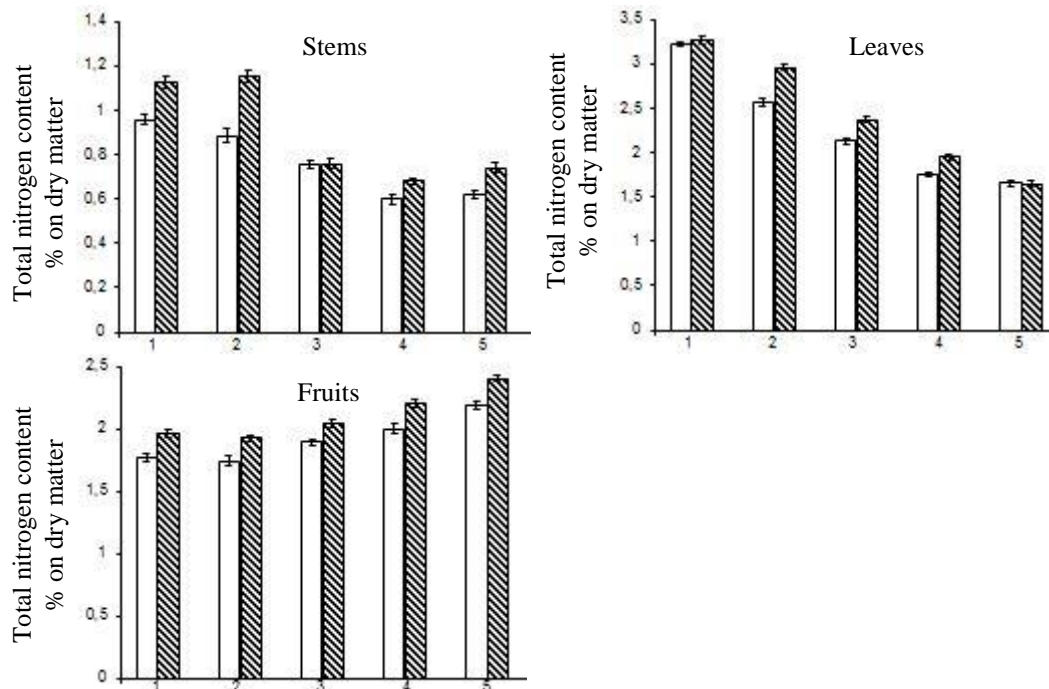 Stems
Total nitrogen content
% on dry matter
1,4
1,2
1
0,8
0,6
0,4
0,2
0
1 2 3 4 5
Leaves
Total nitrogen content
% on dry matter
3,5
3
2,5
2
1,5
1
0,5
0
1 2 3 4 5
Fruits
Total nitrogen content
% on dry matter
2,5
2
1,5
1
0,5
0
1 2 3 4 5